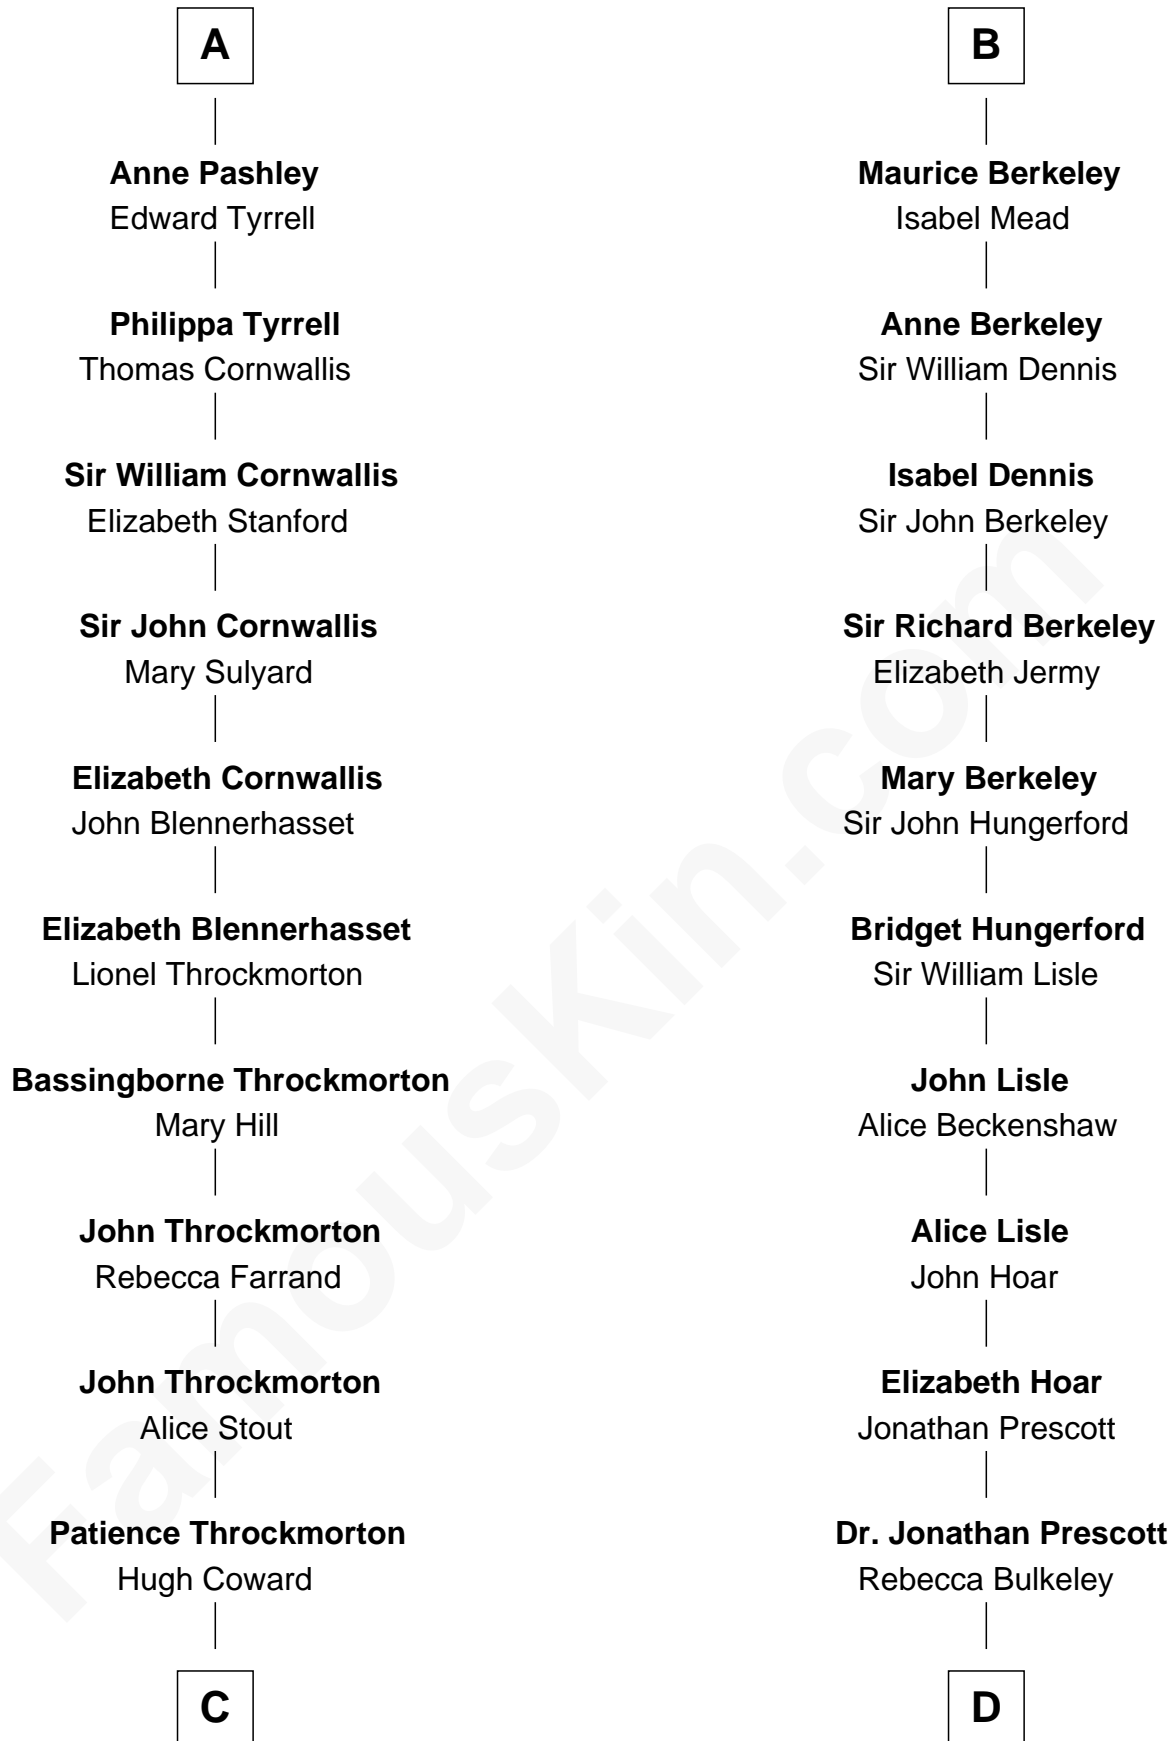 A
Anne Pashley
Edward Tyrrell
Philippa Tyrrell
Thomas Cornwallis
Sir William Cornwallis
Elizabeth Stanford
Sir John Cornwallis
Mary Sulyard
Elizabeth Cornwallis
John Blennerhasset
Elizabeth Blennerhasset
Lionel Throckmorton
Bassingborne Throckmorton
Mary Hill
John Throckmorton
Rebecca Farrand
John Throckmorton
Alice Stout
Patience Throckmorton
Hugh Coward
C
B
Maurice Berkeley
Isabel Mead
Anne Berkeley
Sir William Dennis
Isabel Dennis
Sir John Berkeley
Sir Richard Berkeley
Elizabeth Jermy
Mary Berkeley
Sir John Hungerford
Bridget Hungerford
Sir William Lisle
John Lisle
Alice Beckenshaw
Alice Lisle
John Hoar
Elizabeth Hoar
Jonathan Prescott
Dr. Jonathan Prescott
Rebecca Bulkeley
D
FamousKin.com